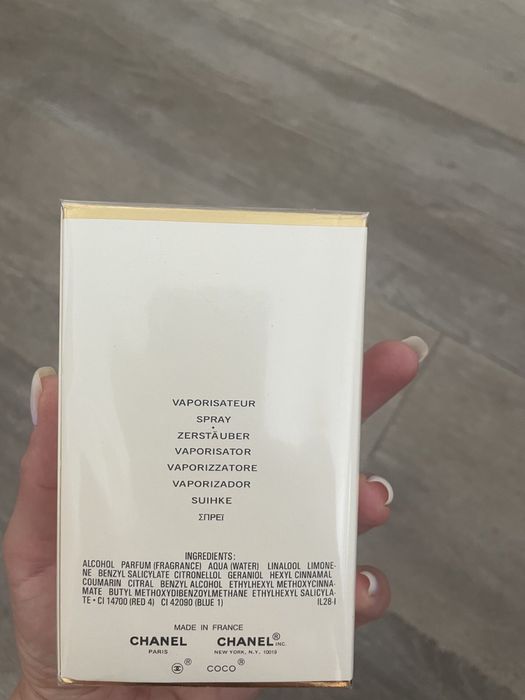 VAPORISATEUR
SPRAY
ZERSTÄUBER
VAPORISATOR
VAPORIZZATORE
VAPORIZADOR
SUIHKE
ΣΠΡΕΪ
INGREDIENTS:
ALCOHOL PARFUM (FRAGRANCE) AQUA (WATER) LINALOOL LIMONE-
NE BENZYL SALICYLATE CITRONELLOL GERANIOL HEXYL CINNAMAL
COUMARIN CITRAL BENZYL ALCOHOL ETHYLHEXYL METHOXYCINNA-
MATE BUTYL METHOXYDIBENZOYLMETHANE ETHYLHEXYL SALICYLA-
TE • CI 14700 (RED 4) CI 42090 (BLUE 1) IL28-I
MADE IN FRANCE
CHANEL CHANEL® INC.
PARIS NEW YORK, N.Y. 10019
® COCO®